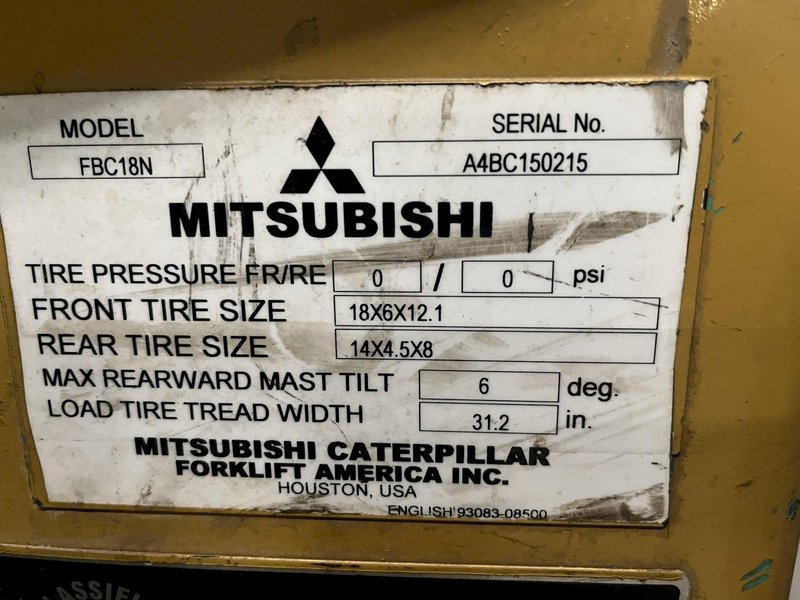 MODEL SERIAL No.
FBC18N A4BC150215
MITSUBISHI
TIRE PRESSURE FR/RE 0 / 0 psi
FRONT TIRE SIZE 18X6X12.1
REAR TIRE SIZE 14X4.5X8
MAX REARWARD MAST TILT 6 deg.
LOAD TIRE TREAD WIDTH 31.2 in.
MITSUBISHI CATERPILLAR
FORKLIFT AMERICA INC.
HOUSTON, USA
ENGLISH 93083-08500